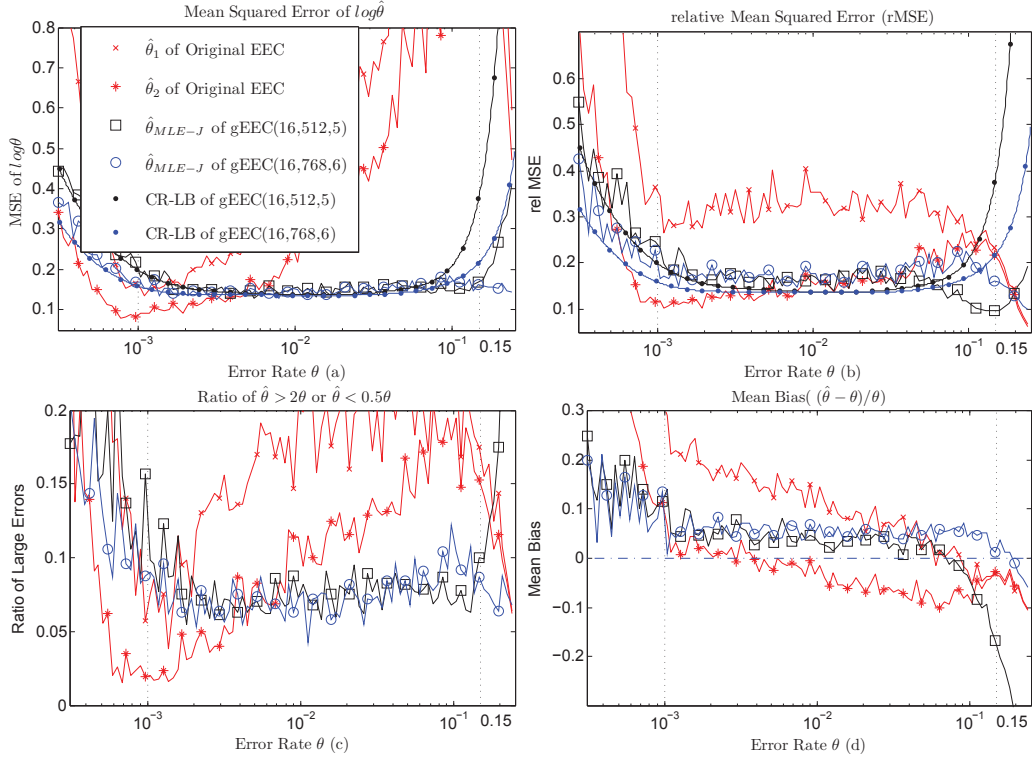 Mean Squared Error of logθ̂
0.8
0.7
0.6
0.5
0.4
0.3
0.2
0.1
MSE of logθ
θ̂₁ of Original EEC
θ̂₂ of Original EEC
θ̂_{MLE−J} of gEEC(16,512,5)
θ̂_{MLE−J} of gEEC(16,768,6)
CR-LB of gEEC(16,512,5)
CR-LB of gEEC(16,768,6)
10⁻³ 10⁻² 10⁻¹ 0.15
Error Rate θ (a)
relative Mean Squared Error (rMSE)
0.7
0.6
0.5
0.4
0.3
0.2
0.1
rel MSE
10⁻³ 10⁻² 10⁻¹ 0.15
Error Rate θ (b)
Ratio of θ̂ > 2θ or θ̂ < 0.5θ
0.2
0.15
0.1
0.05
0
Ratio of Large Errors
10⁻³ 10⁻² 10⁻¹ 0.15
Error Rate θ (c)
Mean Bias( (θ̂ − θ)/θ)
0.3
0.2
0.1
0
−0.1
−0.2
Mean Bias
10⁻³ 10⁻² 10⁻¹ 0.15
Error Rate θ (d)